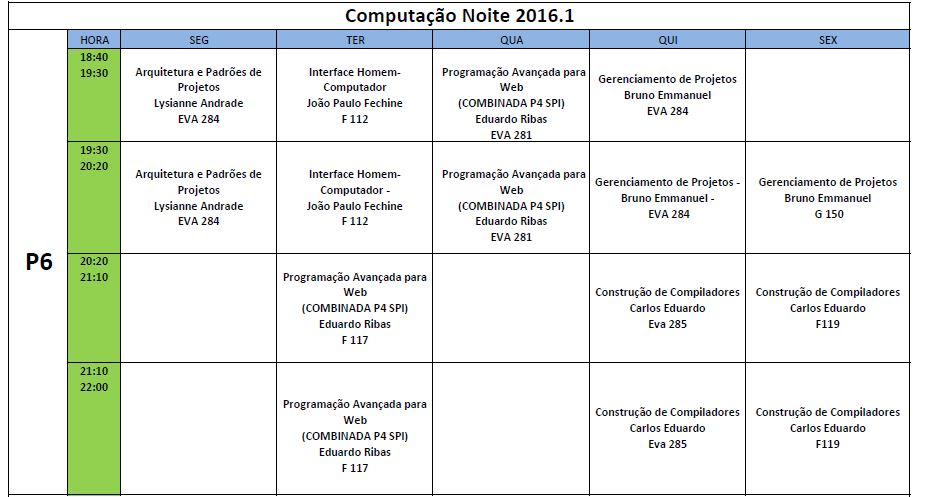 Computação Noite 2016.1
HORA SEG TER QUA QUI SEX
P6
18:40
19:30
Arquitetura e Padrões de
Projetos
Lysianne Andrade
EVA 284
Interface Homem-
Computador
João Paulo Fechine
F 112
Programação Avançada para
Web
(COMBINADA P4 SPI)
Eduardo Ribas
EVA 281
Gerenciamento de Projetos
Bruno Emmanuel
EVA 284
19:30
20:20
Arquitetura e Padrões de
Projetos
Lysianne Andrade
EVA 284
Interface Homem-
Computador -
João Paulo Fechine
F 112
Programação Avançada para
Web
(COMBINADA P4 SPI)
Eduardo Ribas
EVA 281
Gerenciamento de Projetos -
Bruno Emmanuel -
EVA 284
Gerenciamento de Projetos
Bruno Emmanuel
G 150
20:20
21:10
Programação Avançada para
Web
(COMBINADA P4 SPI)
Eduardo Ribas
F 117
Construção de Compiladores
Carlos Eduardo
Eva 285
Construção de Compiladores
Carlos Eduardo
F119
21:10
22:00
Programação Avançada para
Web
(COMBINADA P4 SPI)
Eduardo Ribas
F 117
Construção de Compiladores
Carlos Eduardo
Eva 285
Construção de Compiladores
Carlos Eduardo
F119